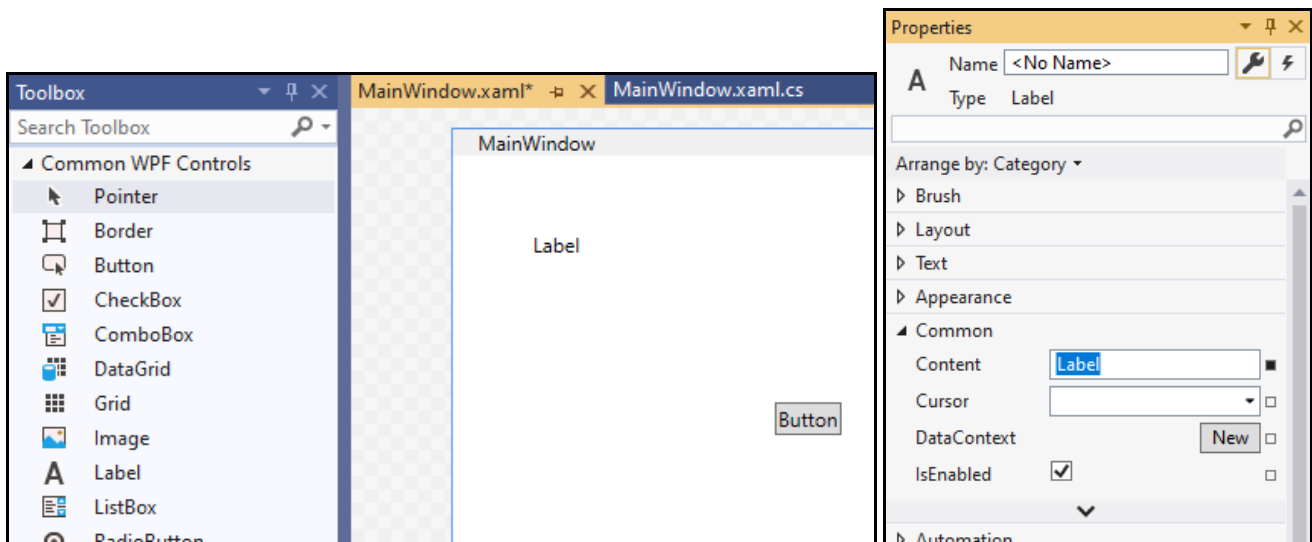 Toolbox
Search Toolbox
Common WPF Controls
Pointer
Border
Button
CheckBox
ComboBox
DataGrid
Grid
Image
A Label
ListBox
RadioButton
MainWindow.xaml*
MainWindow.xaml.cs
MainWindow
Label
Button
Properties
A
Name <No Name>
Type Label
Arrange by: Category
Brush
Layout
Text
Appearance
Common
Content Label
Cursor
DataContext New
IsEnabled
Automation